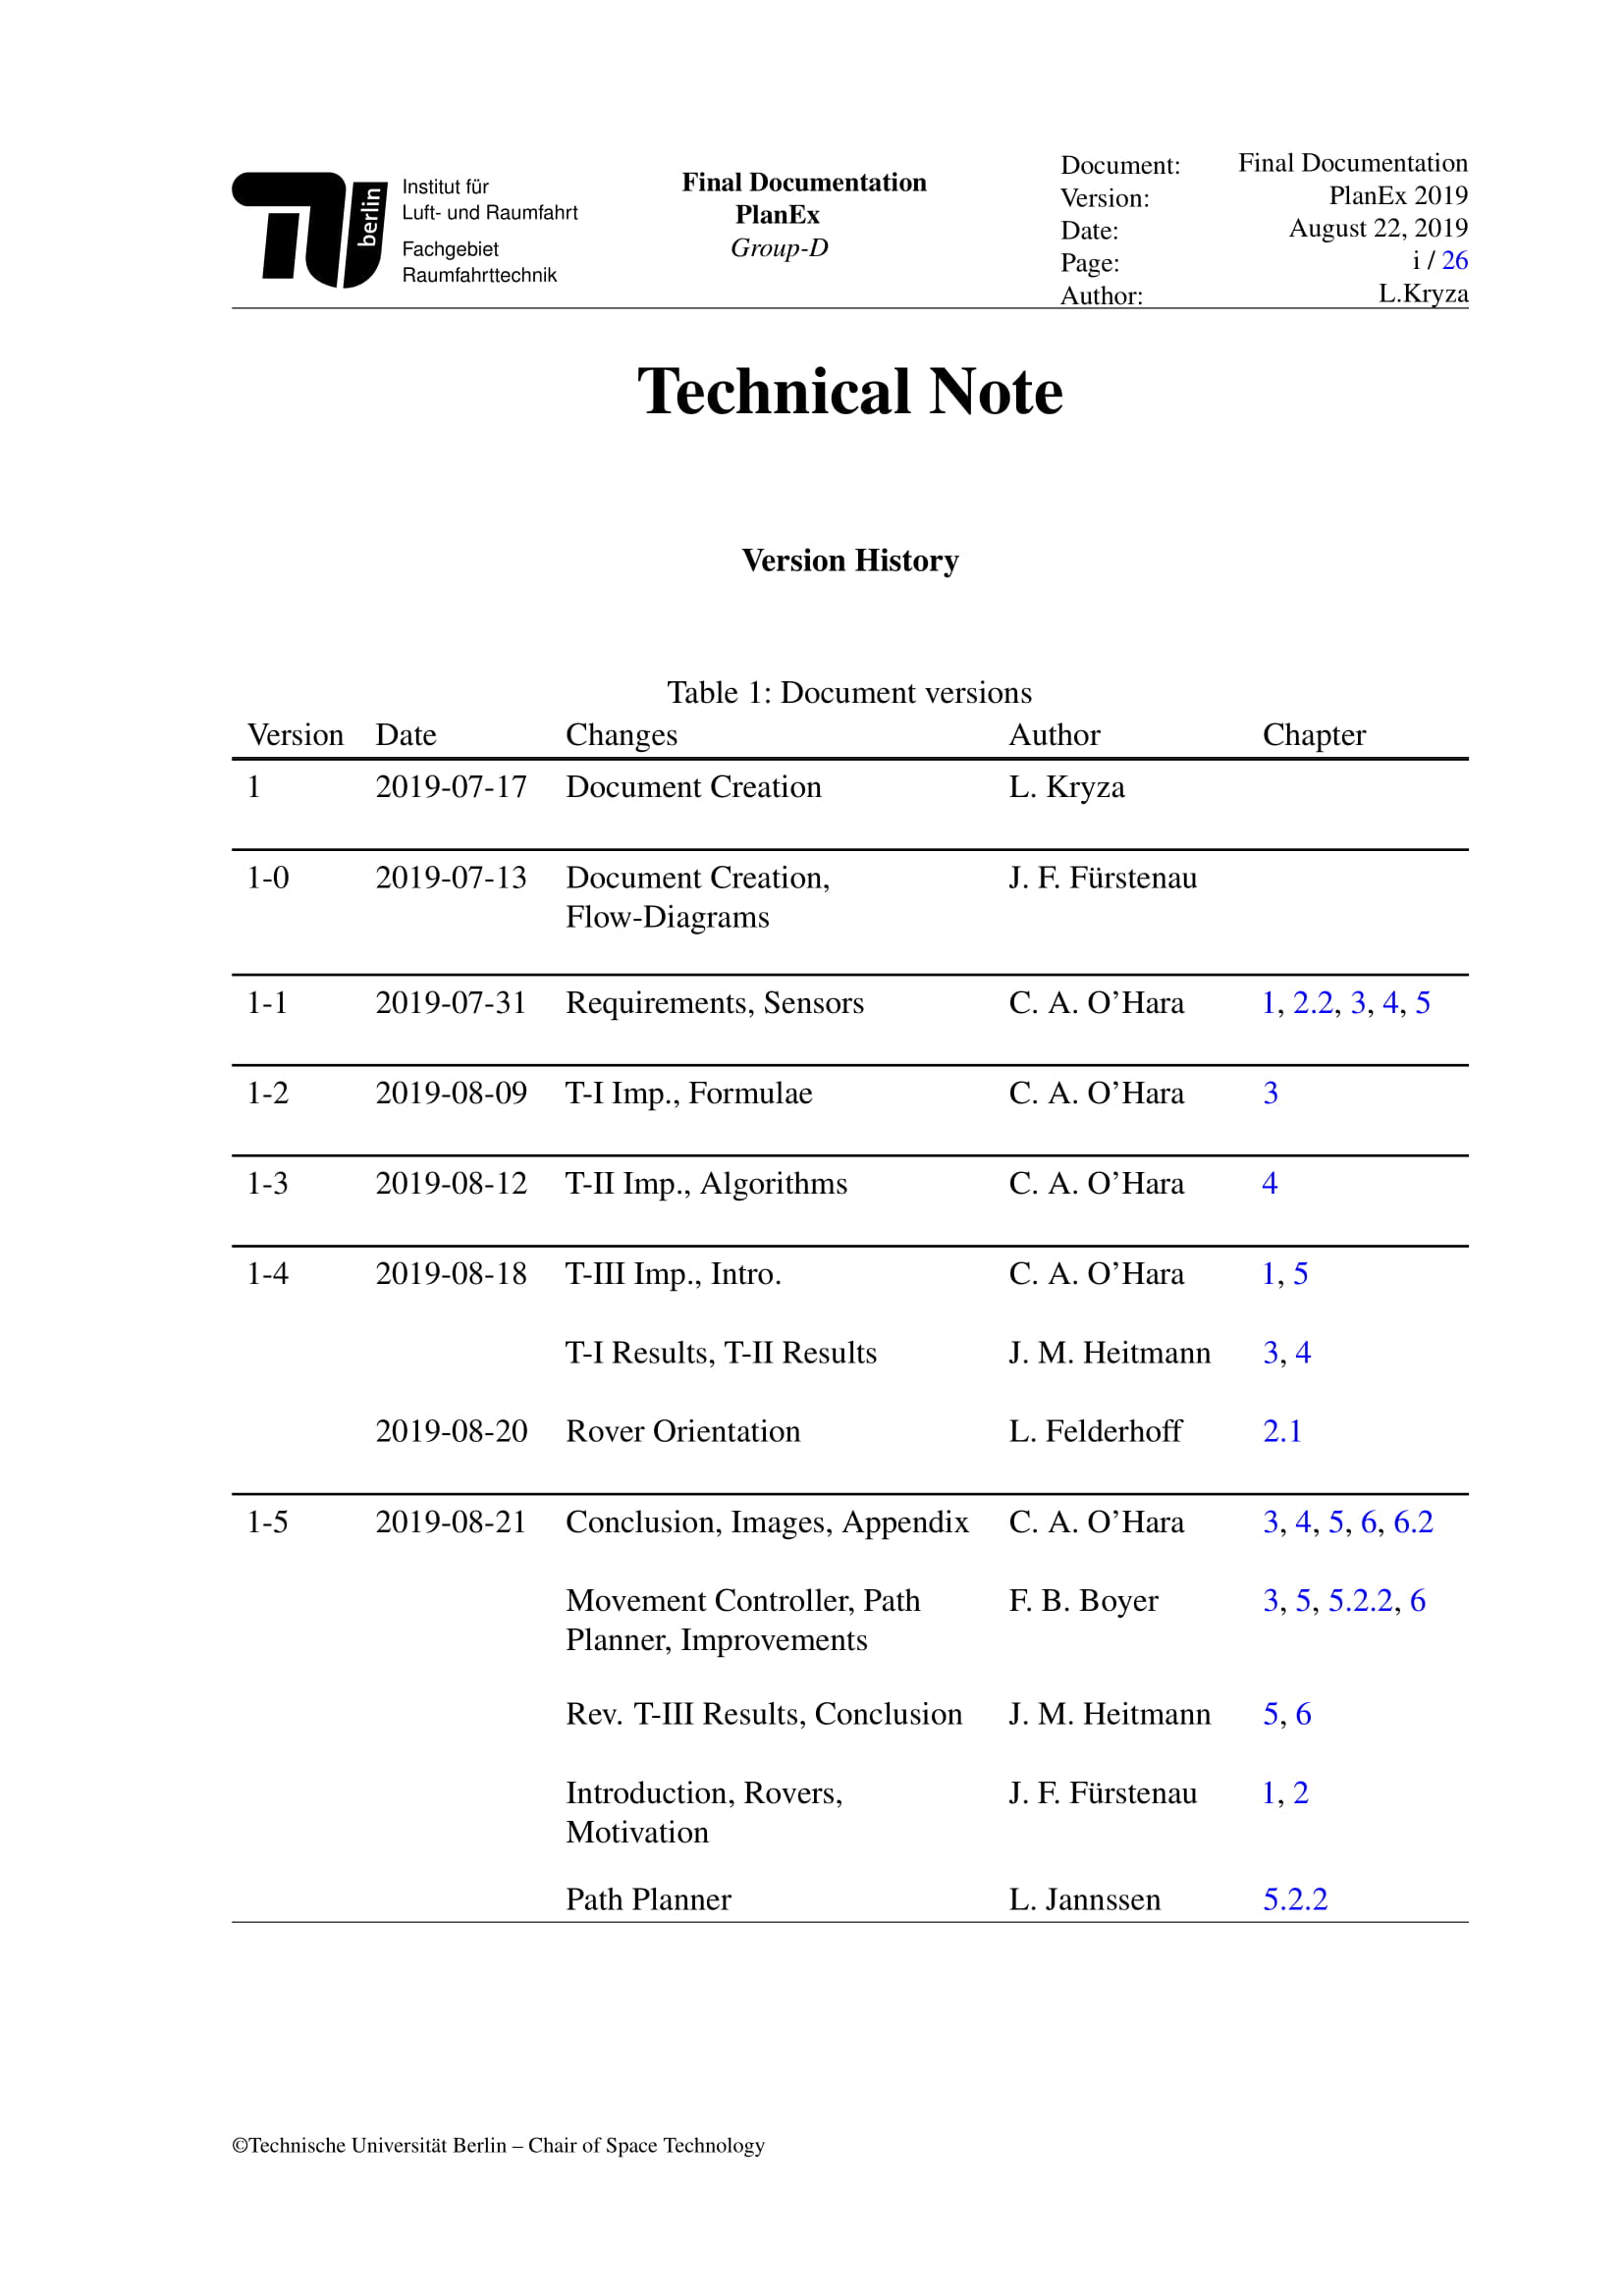 berlin
Institut für
Luft- und Raumfahrt
Fachgebiet
Raumfahrttechnik
Final Documentation
PlanEx
Group-D
Document: Final Documentation
Version: PlanEx 2019
Date: August 22, 2019
Page: i / 26
Author: L.Kryza
Technical Note
Version History
Table 1: Document versions
Version Date Changes Author Chapter
1 2019-07-17 Document Creation L. Kryza
1-0 2019-07-13 Document Creation, J. F. Fürstenau
Flow-Diagrams
1-1 2019-07-31 Requirements, Sensors C. A. O’Hara 1, 2.2, 3, 4, 5
1-2 2019-08-09 T-I Imp., Formulae C. A. O’Hara 3
1-3 2019-08-12 T-II Imp., Algorithms C. A. O’Hara 4
1-4 2019-08-18 T-III Imp., Intro. C. A. O’Hara 1, 5
T-I Results, T-II Results J. M. Heitmann 3, 4
2019-08-20 Rover Orientation L. Felderhoff 2.1
1-5 2019-08-21 Conclusion, Images, Appendix C. A. O’Hara 3, 4, 5, 6, 6.2
Movement Controller, Path F. B. Boyer 3, 5, 5.2.2, 6
Planner, Improvements
Rev. T-III Results, Conclusion J. M. Heitmann 5, 6
Introduction, Rovers, J. F. Fürstenau 1, 2
Motivation
Path Planner L. Jannssen 5.2.2
©Technische Universität Berlin – Chair of Space Technology